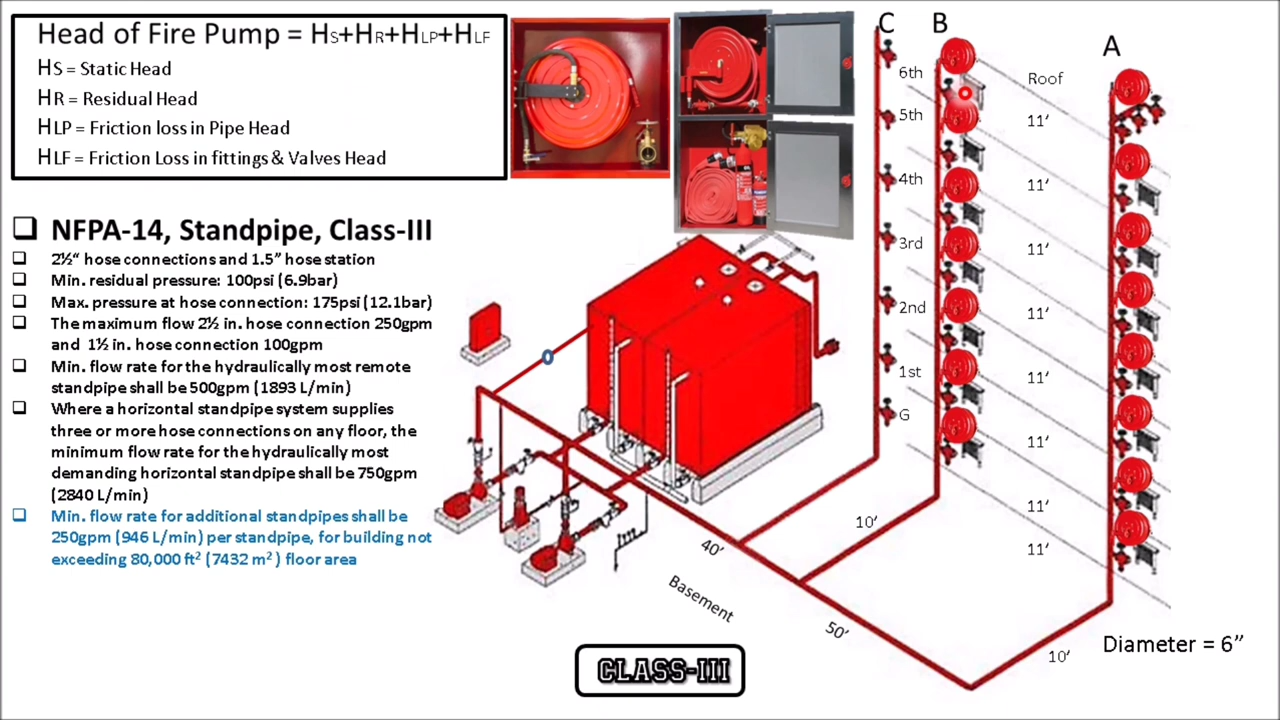 Head of Fire Pump = HS+HR+HLP+HLF
HS = Static Head
HR = Residual Head
HLP = Friction loss in Pipe Head
HLF = Friction Loss in fittings & Valves Head
❑ NFPA-14, Standpipe, Class-III
❑ 2½“ hose connections and 1.5” hose station
❑ Min. residual pressure: 100psi (6.9bar)
❑ Max. pressure at hose connection: 175psi (12.1bar)
❑ The maximum flow 2½ in. hose connection 250gpm
and 1½ in. hose connection 100gpm
❑ Min. flow rate for the hydraulically most remote
standpipe shall be 500gpm (1893 L/min)
❑ Where a horizontal standpipe system supplies
three or more hose connections on any floor, the
minimum flow rate for the hydraulically most
demanding horizontal standpipe shall be 750gpm
(2840 L/min)
❑ Min. flow rate for additional standpipes shall be
250gpm (946 L/min) per standpipe, for building not
exceeding 80,000 ft² (7432 m² ) floor area
C
B
A
6th
5th
4th
3rd
2nd
1st
G
Roof
11’
11’
11’
11’
11’
11’
11’
11’
10’
40’
Basement
50’
10’
Diameter = 6”
CLASS-III